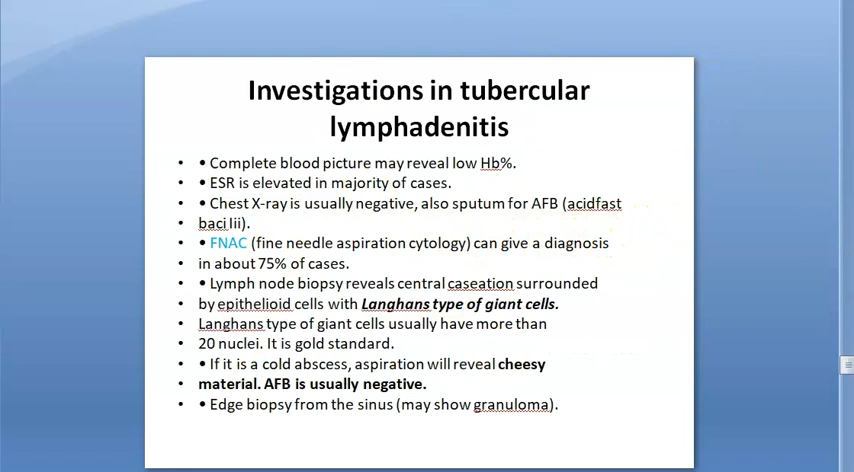 Investigations in tubercular
lymphadenitis
• • Complete blood picture may reveal low Hb%.
• • ESR is elevated in majority of cases.
• • Chest X-ray is usually negative, also sputum for AFB (acidfast
• baci lii).
• • FNAC (fine needle aspiration cytology) can give a diagnosis
• in about 75% of cases.
• • Lymph node biopsy reveals central caseation surrounded
• by epithelioid cells with Langhans type of giant cells.
• Langhans type of giant cells usually have more than
• 20 nuclei. It is gold standard.
• • If it is a cold abscess, aspiration will reveal cheesy
• material. AFB is usually negative.
• • Edge biopsy from the sinus (may show granuloma).